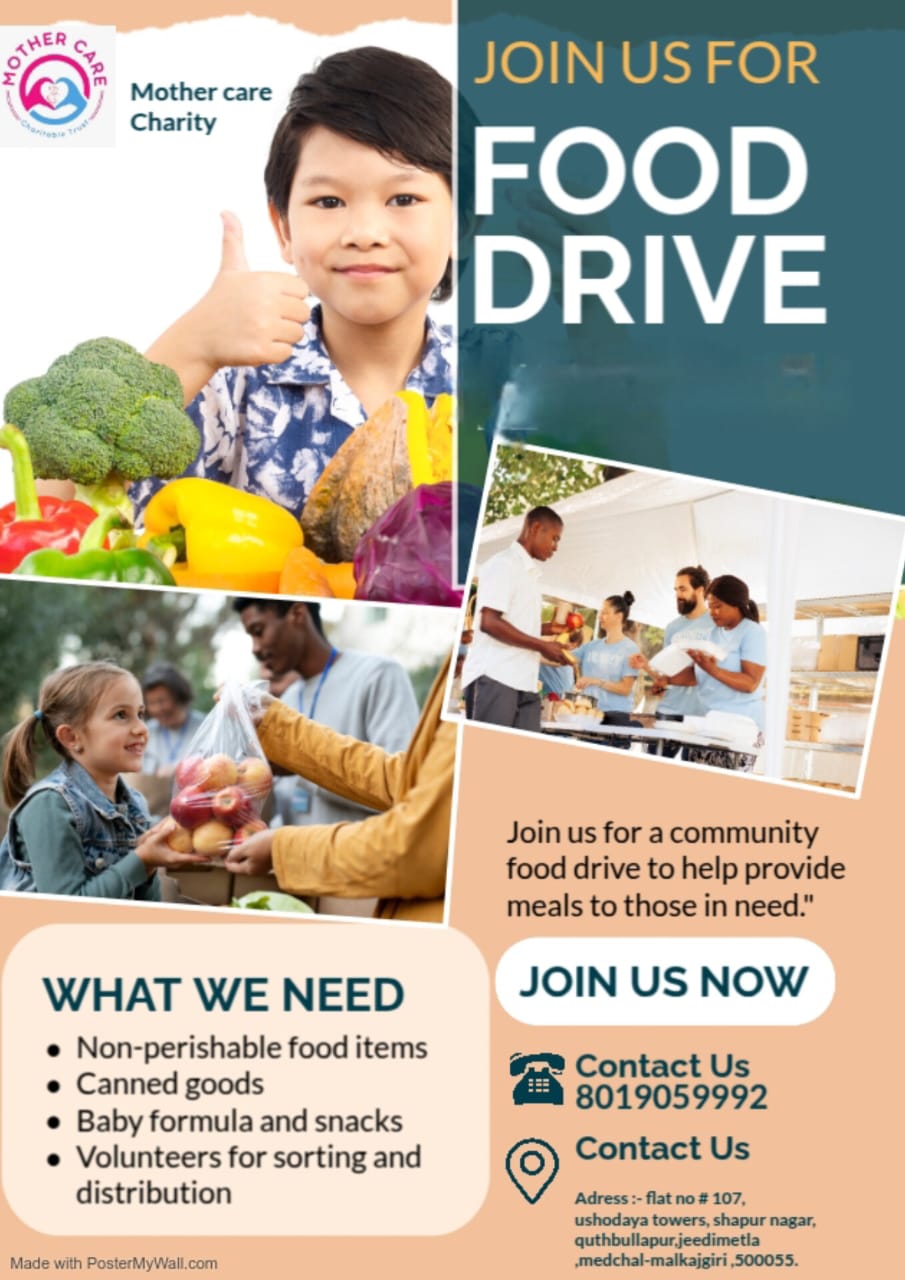 MOTHER CARE
Charitable Trust
Mother care
Charity
JOIN US FOR
FOOD
DRIVE
Join us for a community
food drive to help provide
meals to those in need."
JOIN US NOW
WHAT WE NEED
• Non-perishable food items
• Canned goods
• Baby formula and snacks
• Volunteers for sorting and
distribution
Contact Us
8019059992
Contact Us
Adress :- flat no # 107,
ushodaya towers, shapur nagar,
quthbullapur,jeedimetla
,medchal-malkajgiri ,500055.
Made with PosterMyWall.com